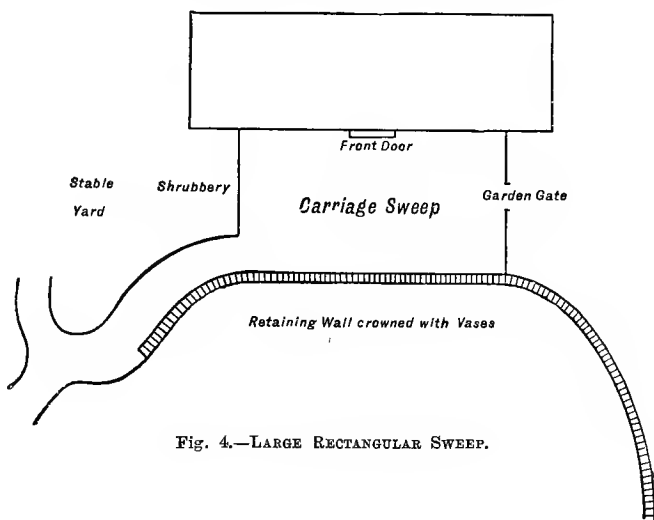 Front Door
Stable
Yard
Shrubbery
Carriage Sweep
Garden Gate
Retaining Wall crowned with Vases
Fig. 4.—LARGE RECTANGULAR SWEEP.